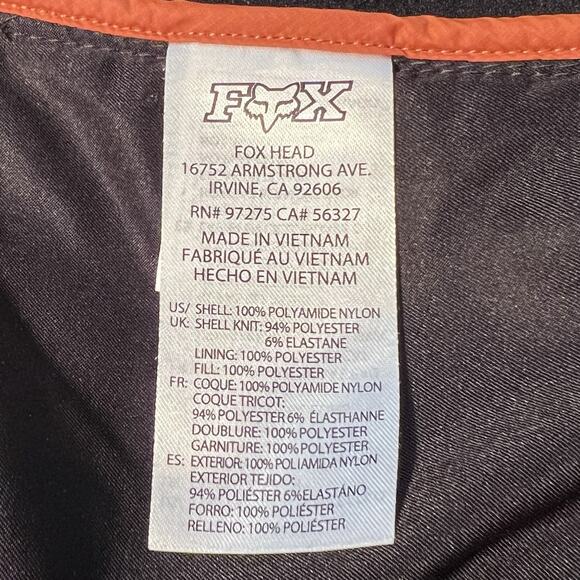 FOX
FOX HEAD
16752 ARMSTRONG AVE.
IRVINE, CA 92606
RN# 97275 CA# 56327
MADE IN VIETNAM
FABRIQUÉ AU VIETNAM
HECHO EN VIETNAM
US/ SHELL: 100% POLYAMIDE NYLON
UK: SHELL KNIT: 94% POLYESTER
6% ELASTANE
LINING: 100% POLYESTER
FILL: 100% POLYESTER
FR: COQUE: 100% POLYAMIDE NYLON
COQUE TRICOT:
94% POLYESTER 6% ÉLASTHANNE
DOUBLURE: 100% POLYESTER
GARNITURE: 100% POLYESTER
ES: EXTERIOR: 100% POLIAMIDA NYLON
EXTERIOR TEJIDO:
94% POLIÉSTER 6% ELASTÁNO
FORRO: 100% POLIÉSTER
RELLENO: 100% POLIÉSTER